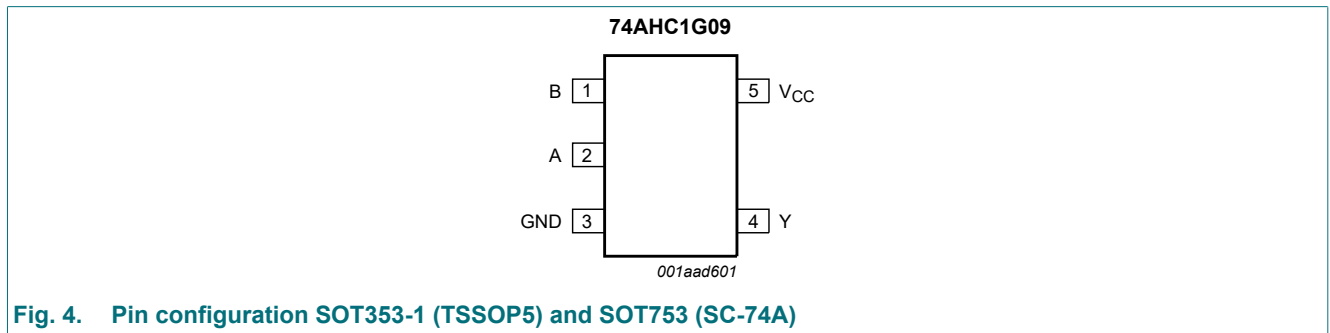 74AHC1G09
B 1 5 VCC
A 2
GND 3 4 Y
001aad601
Fig. 4. Pin configuration SOT353-1 (TSSOP5) and SOT753 (SC-74A)